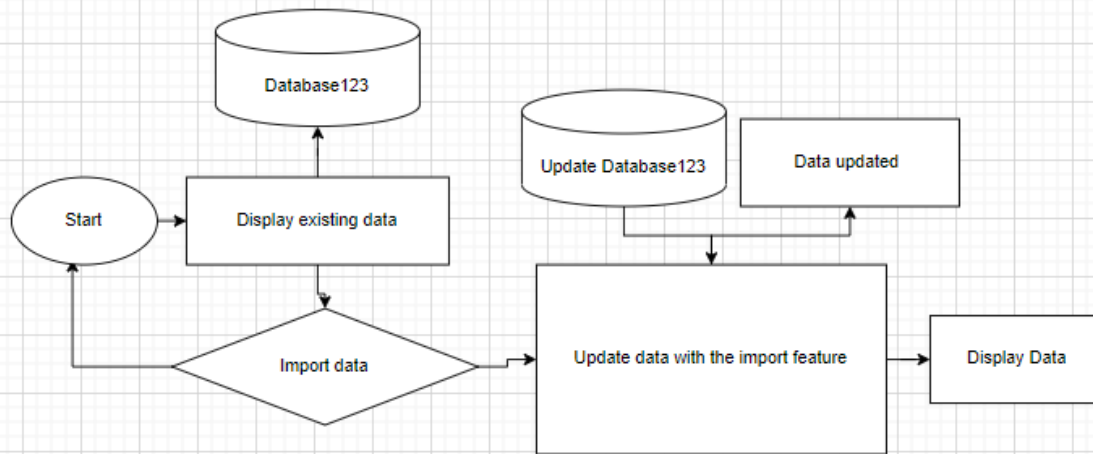 Database123
Update Database123
Data updated
Start
Display existing data
Import data
Update data with the import feature
Display Data